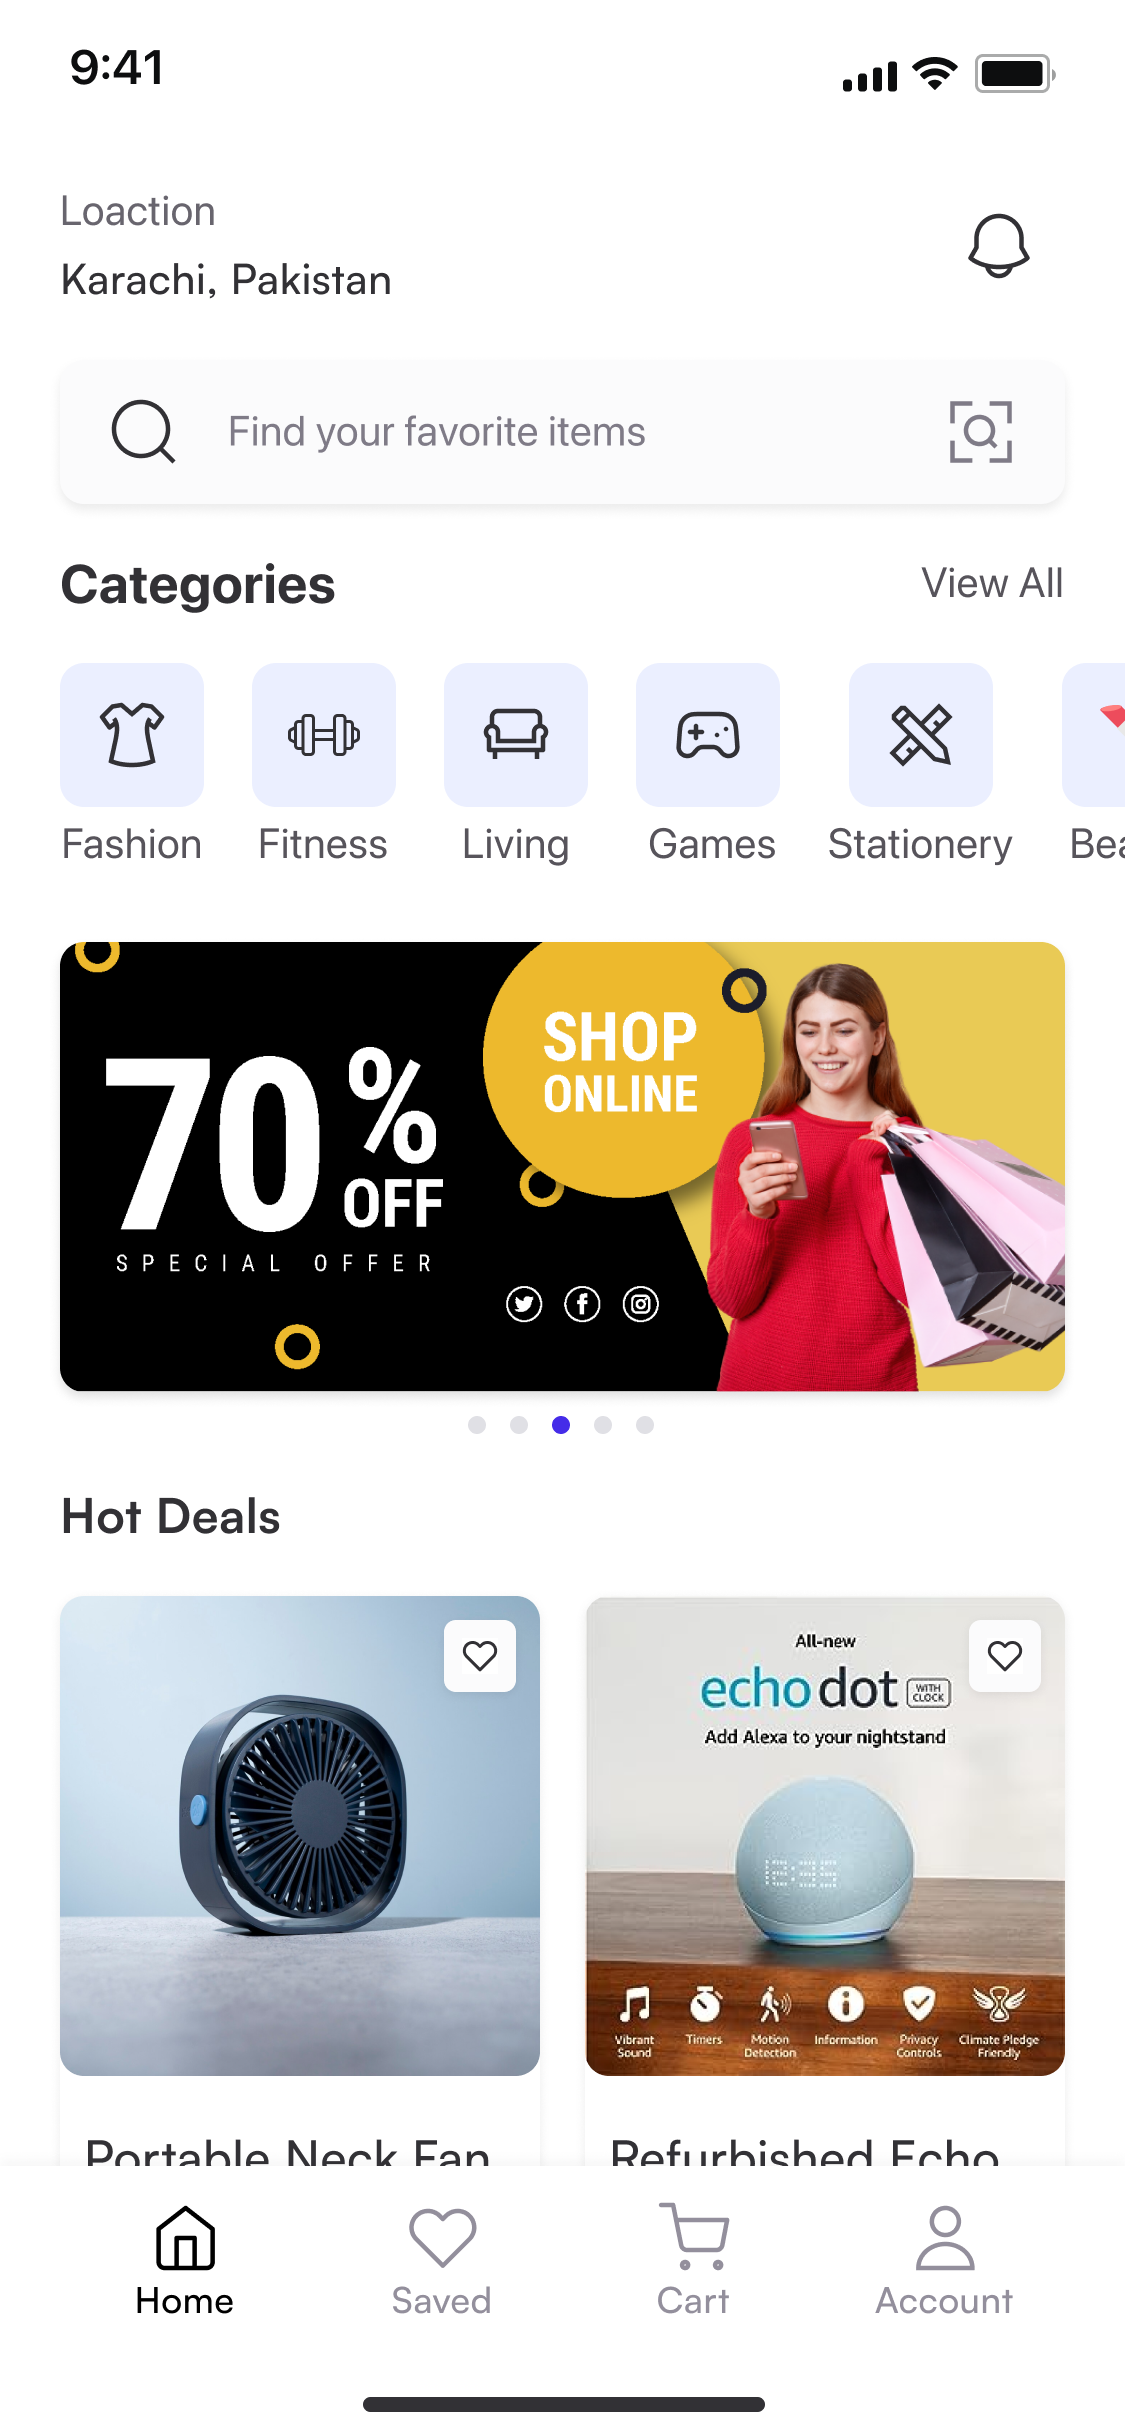 9:41
Loaction
Karachi, Pakistan
Find your favorite items
Categories
View All
Fashion
Fitness
Living
Games
Stationery
Bea
70% OFF
SPECIAL OFFER
SHOP
ONLINE
Hot Deals
All-new
echo dot WITH CLOCK
Add Alexa to your nightstand
12:35
Vibrant Sound
Timers
Motion Detection
Information
Privacy Controls
Climate Pledge Friendly
Portable Neck Fan
Refurbished Echo
Home
Saved
Cart
Account